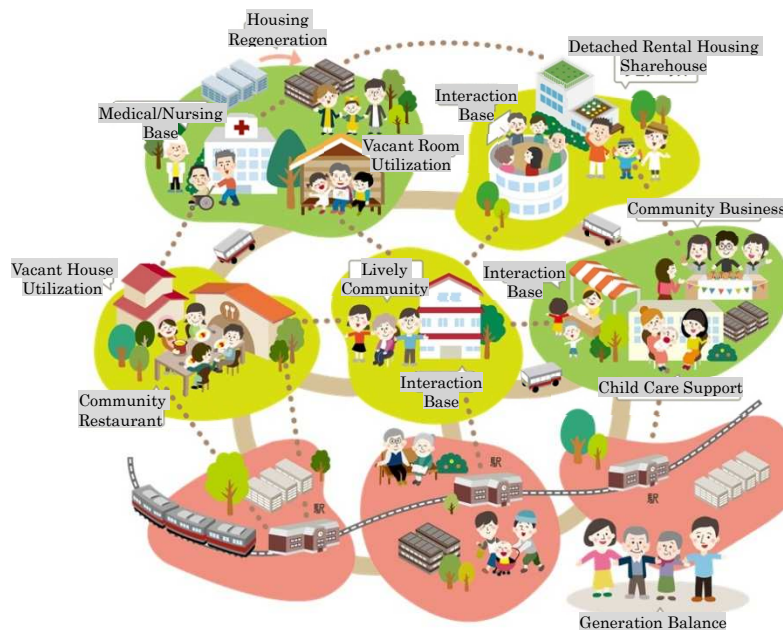 Housing
Regeneration
Detached Rental Housing
Sharehouse
Interaction
Base
Medical/Nursing
Base
Vacant Room
Utilization
Community Business
Vacant House
Utilization
Lively
Community
Interaction
Base
Interaction
Base
Child Care Support
Community
Restaurant
駅
駅
駅
Generation Balance